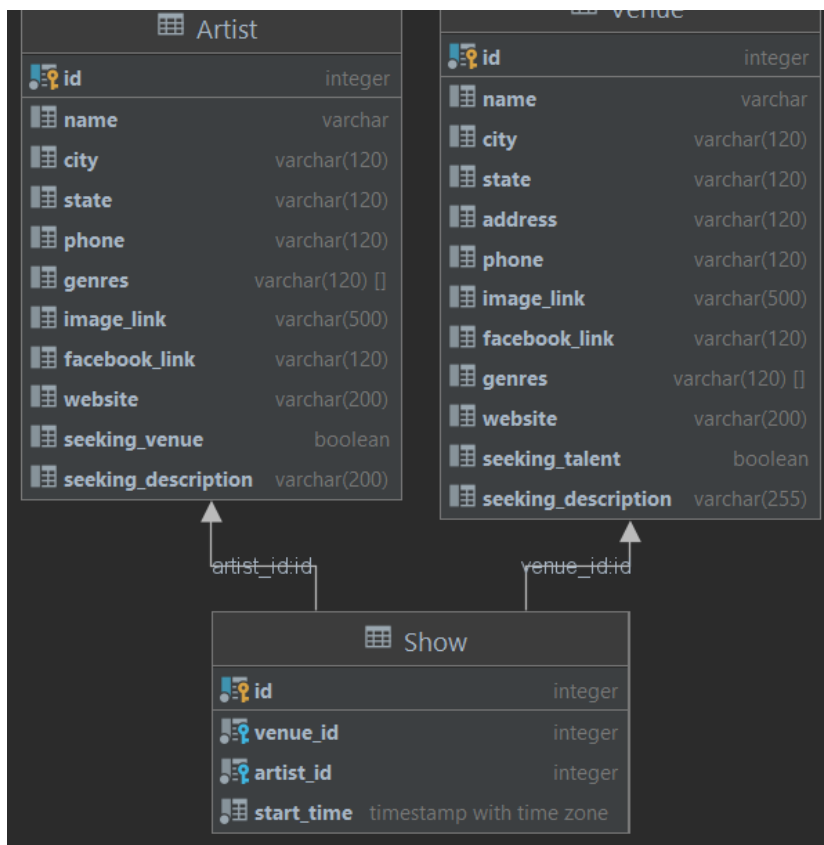 Artist
id integer
name varchar
city varchar(120)
state varchar(120)
phone varchar(120)
genres varchar(120) []
image_link varchar(500)
facebook_link varchar(120)
website varchar(200)
seeking_venue boolean
seeking_description varchar(200)
Venue
id integer
name varchar
city varchar(120)
state varchar(120)
address varchar(120)
phone varchar(120)
image_link varchar(500)
facebook_link varchar(120)
genres varchar(120) []
website varchar(200)
seeking_talent boolean
seeking_description varchar(255)
artist_id:id
venue_id:id
Show
id integer
venue_id integer
artist_id integer
start_time timestamp with time zone